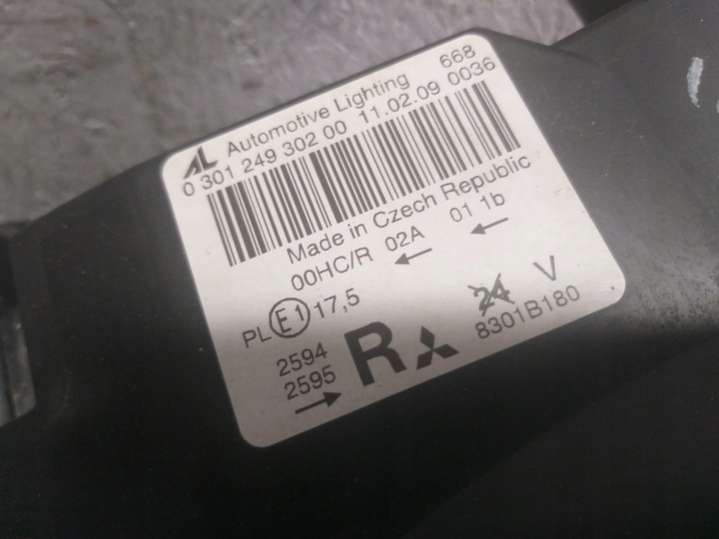 AL Automotive Lighting 668
0 301 249 302 00 11.02.09 0036
Made in Czech Republic
00HC/R 02A ← 01 1b ←
PL E1 17,5
24 V
2594
2595 →
R 8301B180